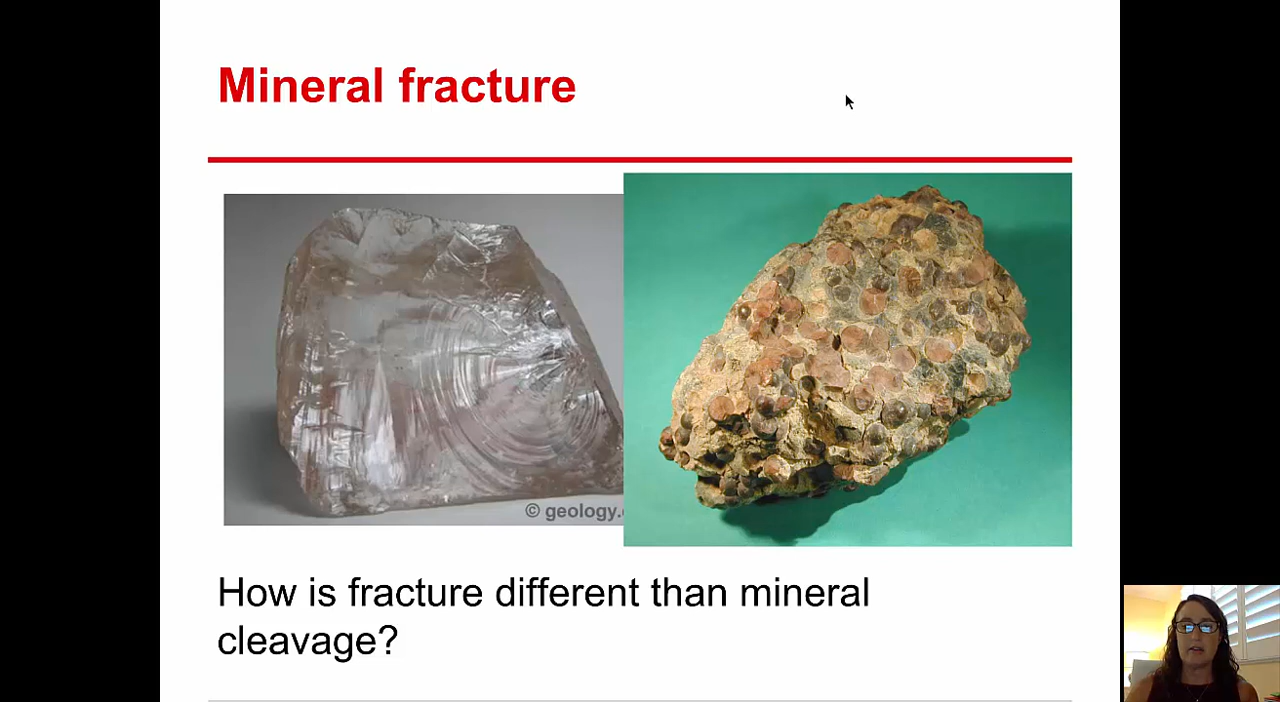 Mineral fracture
© geology.
How is fracture different than mineral
cleavage?